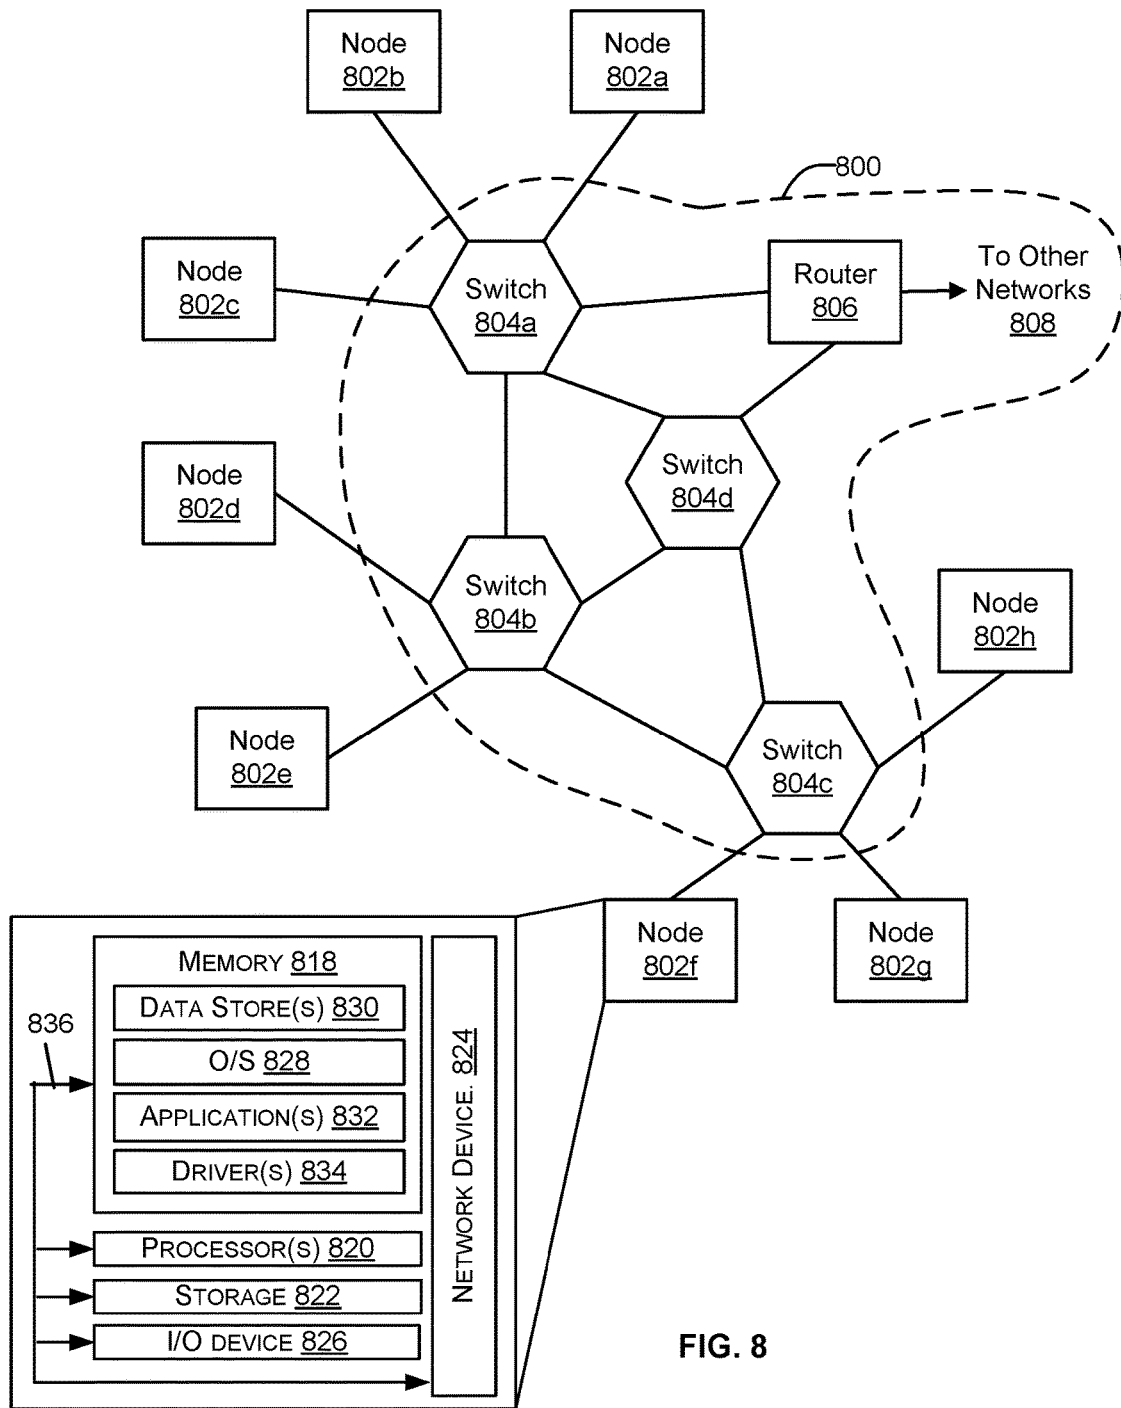 Node
802b
Node
802a
800
Node
802c
Switch
804a
Router
806
To Other
Networks
808
Node
802d
Switch
804d
Switch
804b
Node
802h
Node
802e
Switch
804c
Node
802f
Node
802g
MEMORY 818
DATA STORE(S) 830
836
O/S 828
APPLICATION(S) 832
DRIVER(S) 834
NETWORK DEVICE. 824
PROCESSOR(S) 820
STORAGE 822
I/O DEVICE 826
FIG. 8